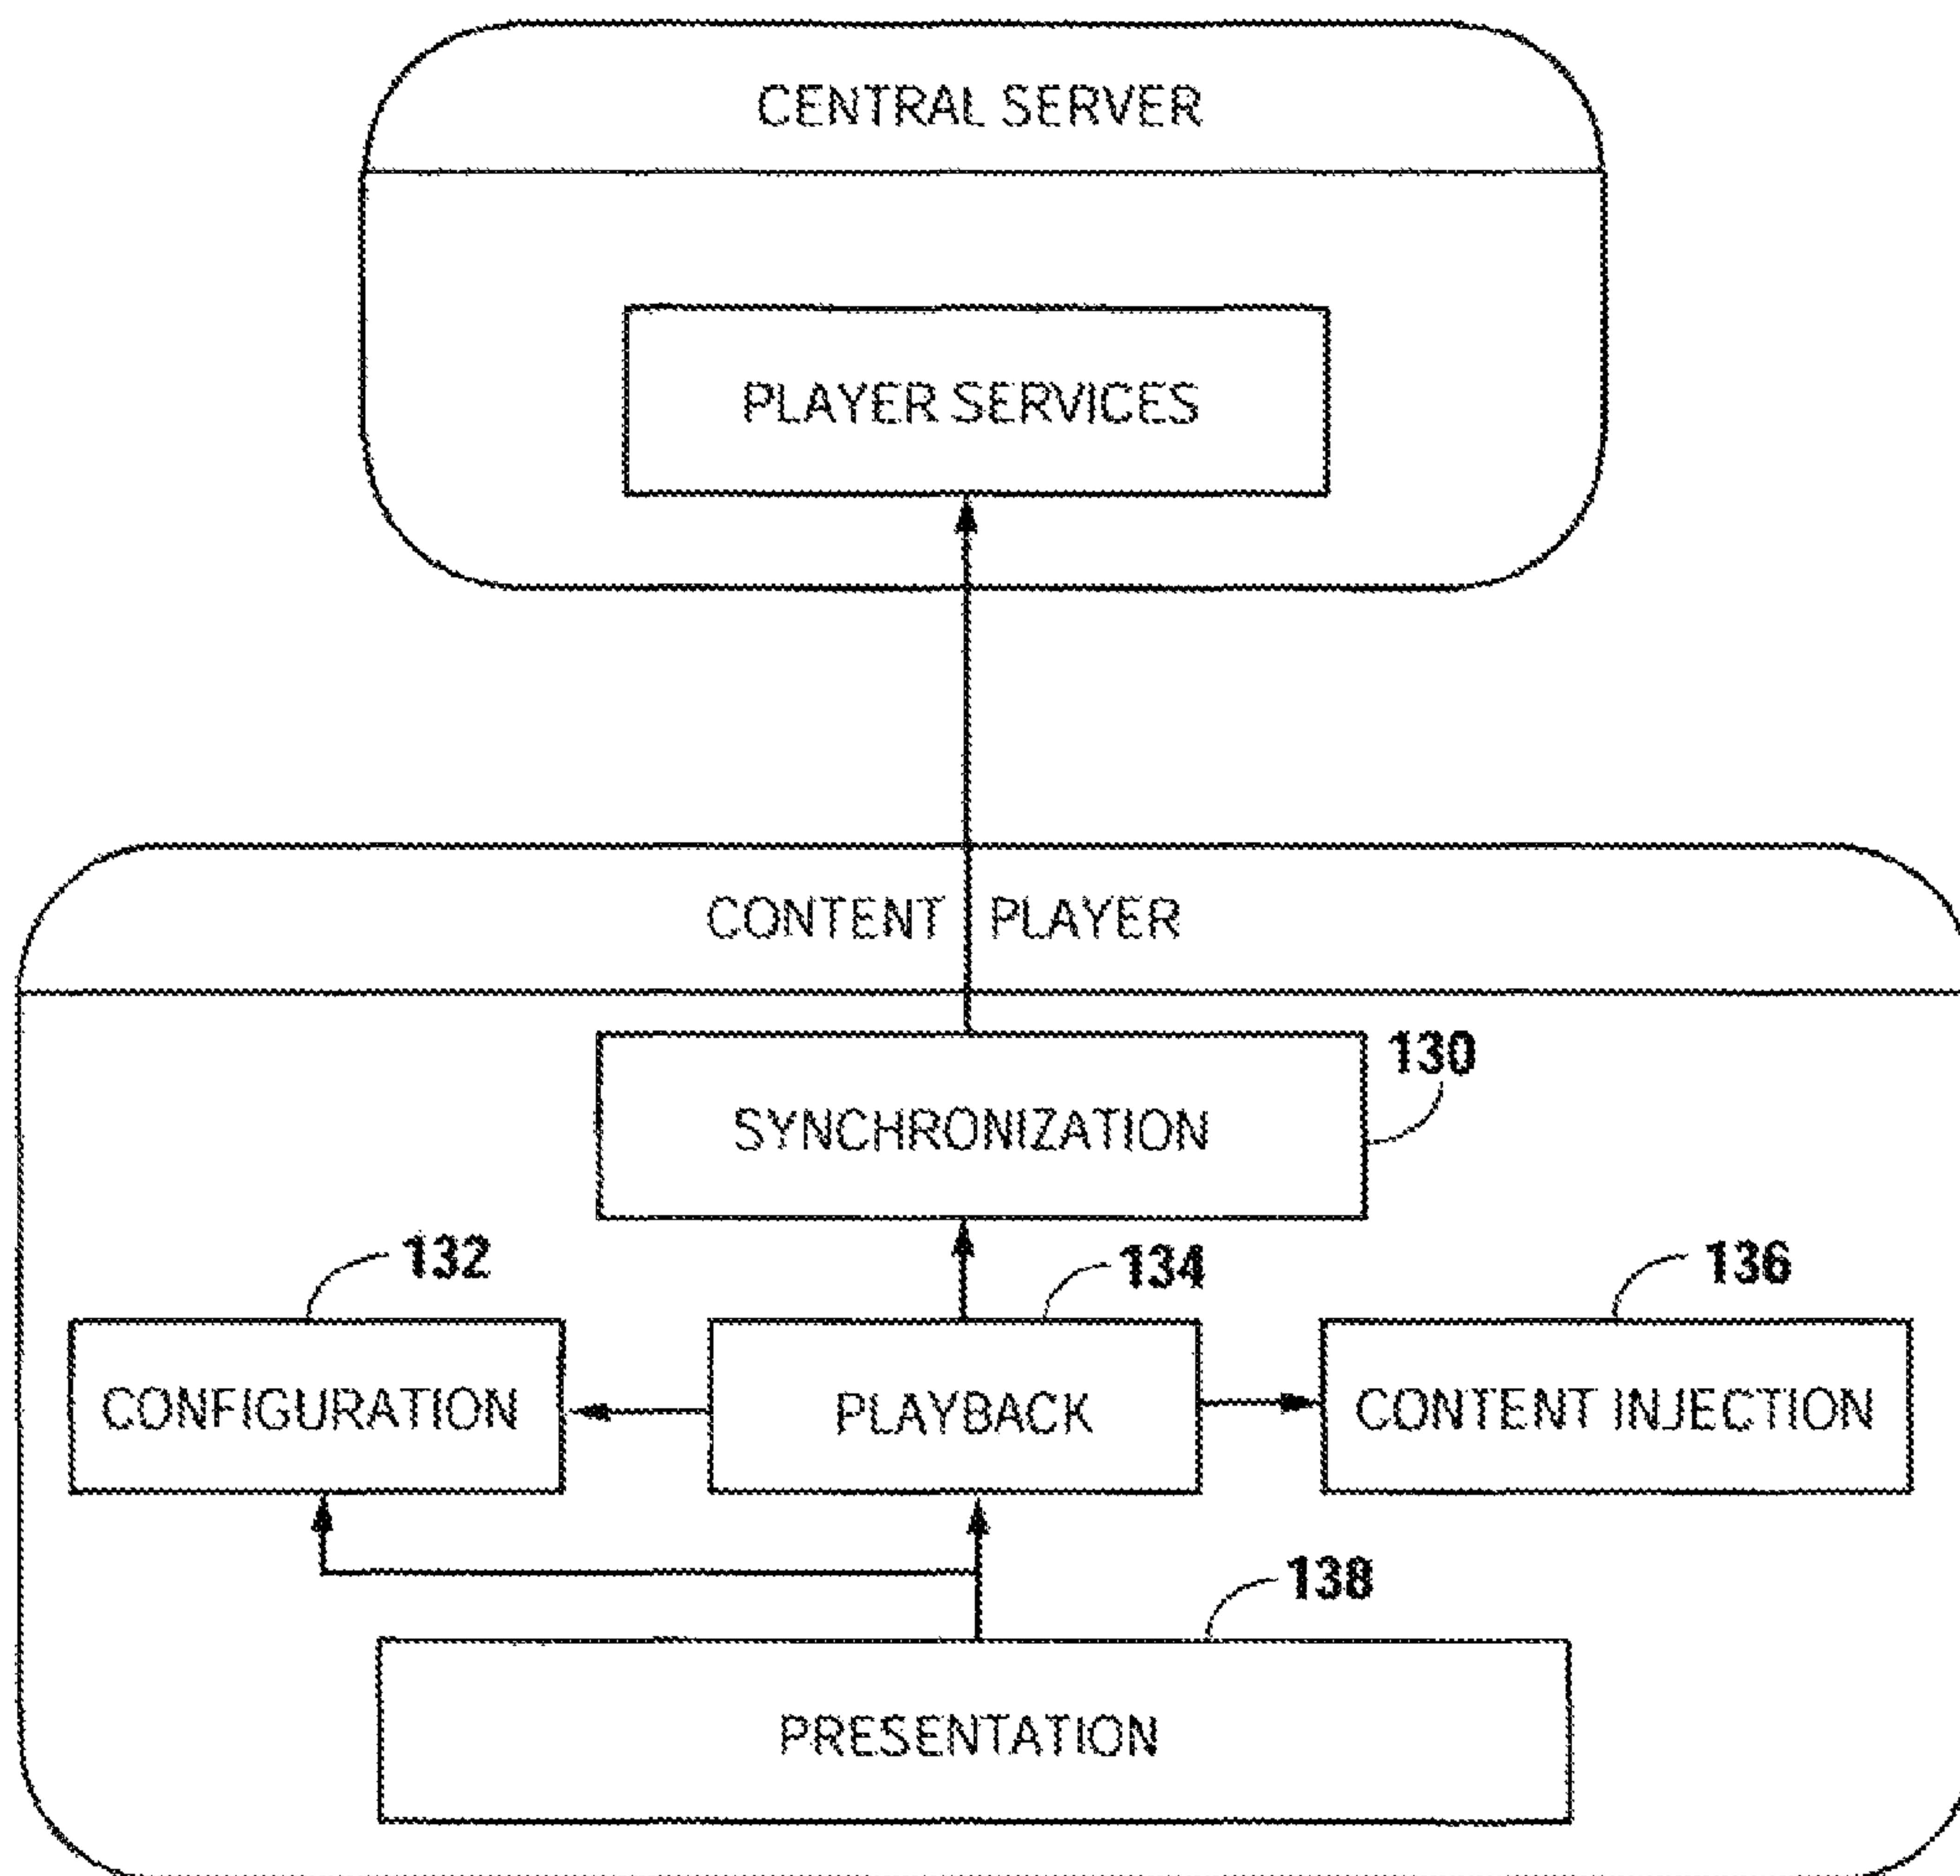 CENTRAL SERVER
PLAYER SERVICES
CONTENT PLAYER
130
SYNCHRONIZATION
132
134
136
CONFIGURATION
PLAYBACK
CONTENT INJECTION
138
PRESENTATION